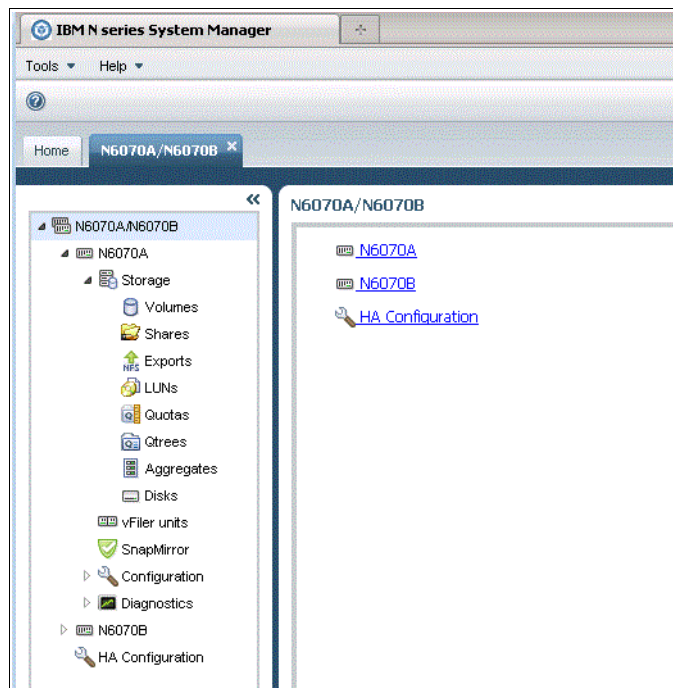 IBM N series System Manager
Tools Help
Home N6070A/N6070B
N6070A/N6070B
N6070A
Storage
Volumes
Shares
NFS Exports
LUNs
Quotas
Qtrees
Aggregates
Disks
vFiler units
SnapMirror
Configuration
Diagnostics
N6070B
HA Configuration
N6070A/N6070B
N6070A
N6070B
HA Configuration